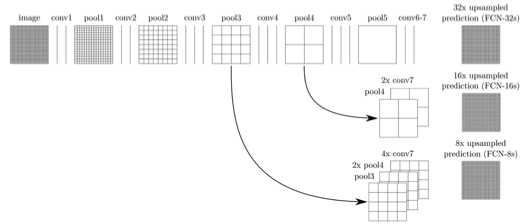 image conv1 pool1 conv2 pool2 conv3 pool3 conv4 pool4 conv5 pool5 conv6-7
32x upsampled
prediction (FCN-32s)
2x conv7
pool4
16x upsampled
prediction (FCN-16s)
4x conv7
2x pool4
pool3
8x upsampled
prediction (FCN-8s)